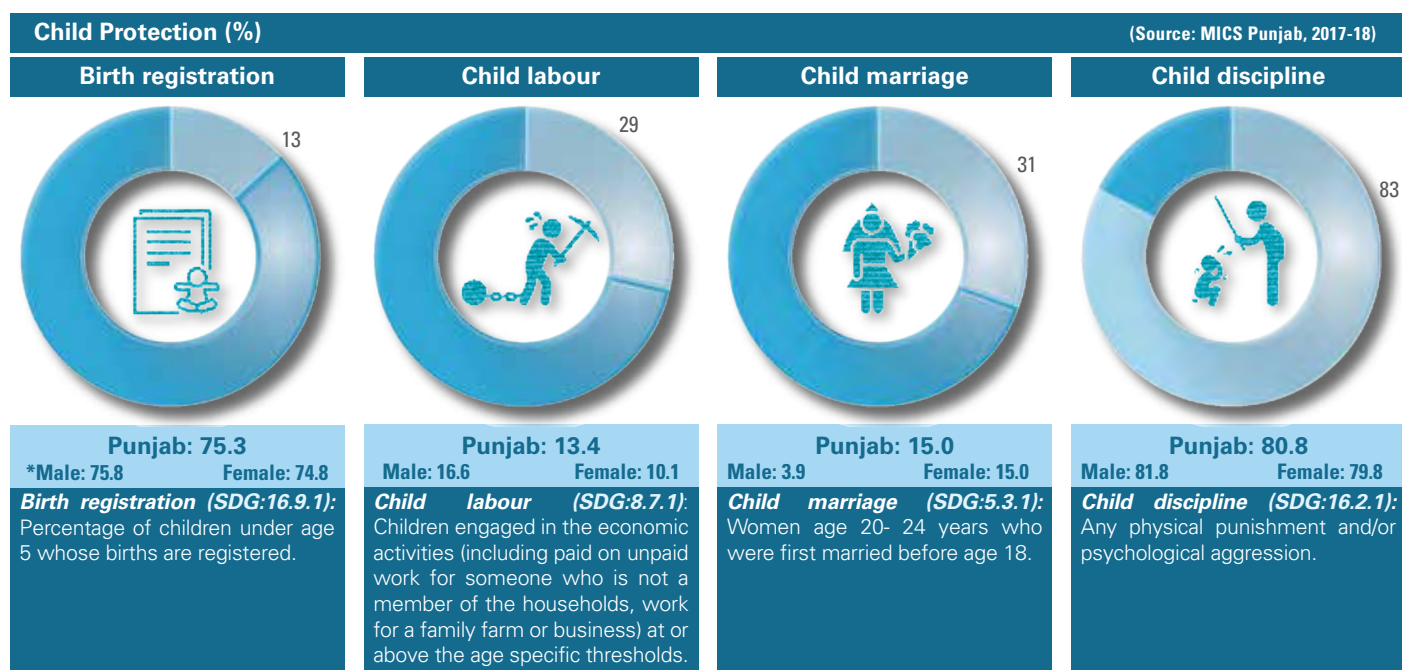 Child Protection (%)
(Source: MICS Punjab, 2017-18)
Birth registration
13
Punjab: 75.3
*Male: 75.8 Female: 74.8
Birth registration (SDG:16.9.1):
Percentage of children under age
5 whose births are registered.
Child labour
29
Punjab: 13.4
Male: 16.6 Female: 10.1
Child labour (SDG:8.7.1):
Children engaged in the economic
activities (including paid on unpaid
work for someone who is not a
member of the households, work
for a family farm or business) at or
above the age specific thresholds.
Child marriage
31
Punjab: 15.0
Male: 3.9 Female: 15.0
Child marriage (SDG:5.3.1):
Women age 20- 24 years who
were first married before age 18.
Child discipline
83
Punjab: 80.8
Male: 81.8 Female: 79.8
Child discipline (SDG:16.2.1):
Any physical punishment and/or
psychological aggression.